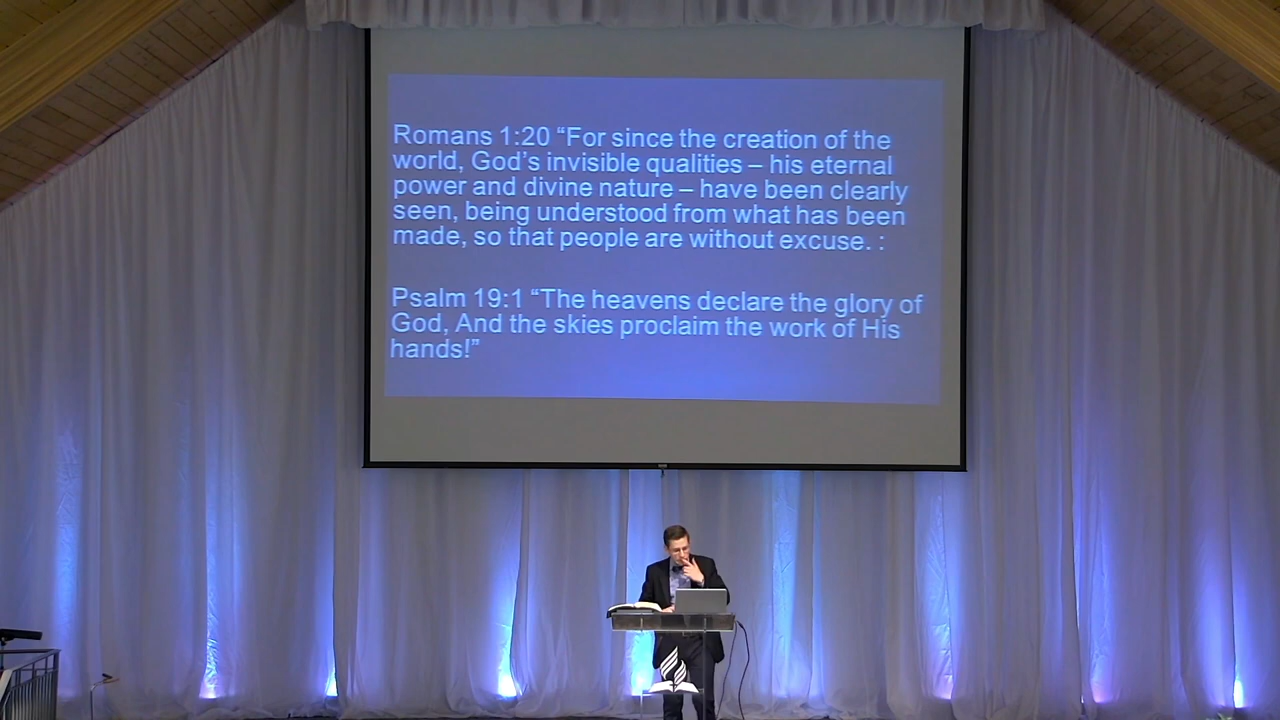 Romans 1:20 “For since the creation of the
world, God’s invisible qualities – his eternal
power and divine nature – have been clearly
seen, being understood from what has been
made, so that people are without excuse. :
Psalm 19:1 “The heavens declare the glory of
God, And the skies proclaim the work of His
hands!”